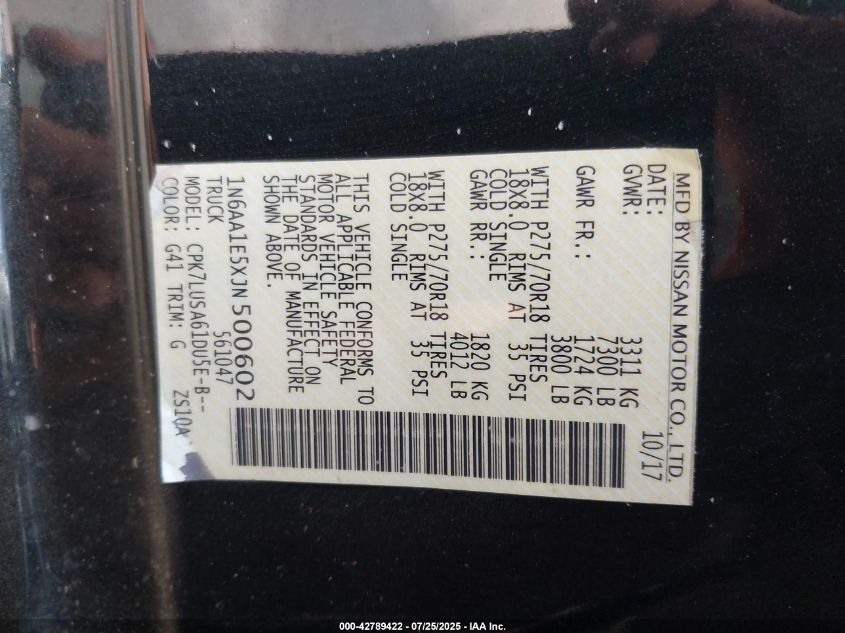 MFD BY NISSAN MOTOR CO., LTD.
DATE: 10/17
GVWR: 3311 KG
7300 LB
GAWR FR.: 1724 KG
3800 LB
WITH P275/70R18 TIRES
18X8.0 RIMS AT 35 PSI
COLD SINGLE
GAWR RR.: 1820 KG
4012 LB
WITH P275/70R18 TIRES
18X8.0 RIMS AT 35 PSI
COLD SINGLE
THIS VEHICLE CONFORMS TO
ALL APPLICABLE FEDERAL
MOTOR VEHICLE SAFETY
STANDARDS IN EFFECT ON
THE DATE OF MANUFACTURE
SHOWN ABOVE.
1N6AA1E5XJN500602
TRUCK 561047
MODEL: CPK7LUSA61DU5E-B--
COLOR: G41 TRIM: G ZS10A
000-42789422 - 07/25/2025 - IAA Inc.